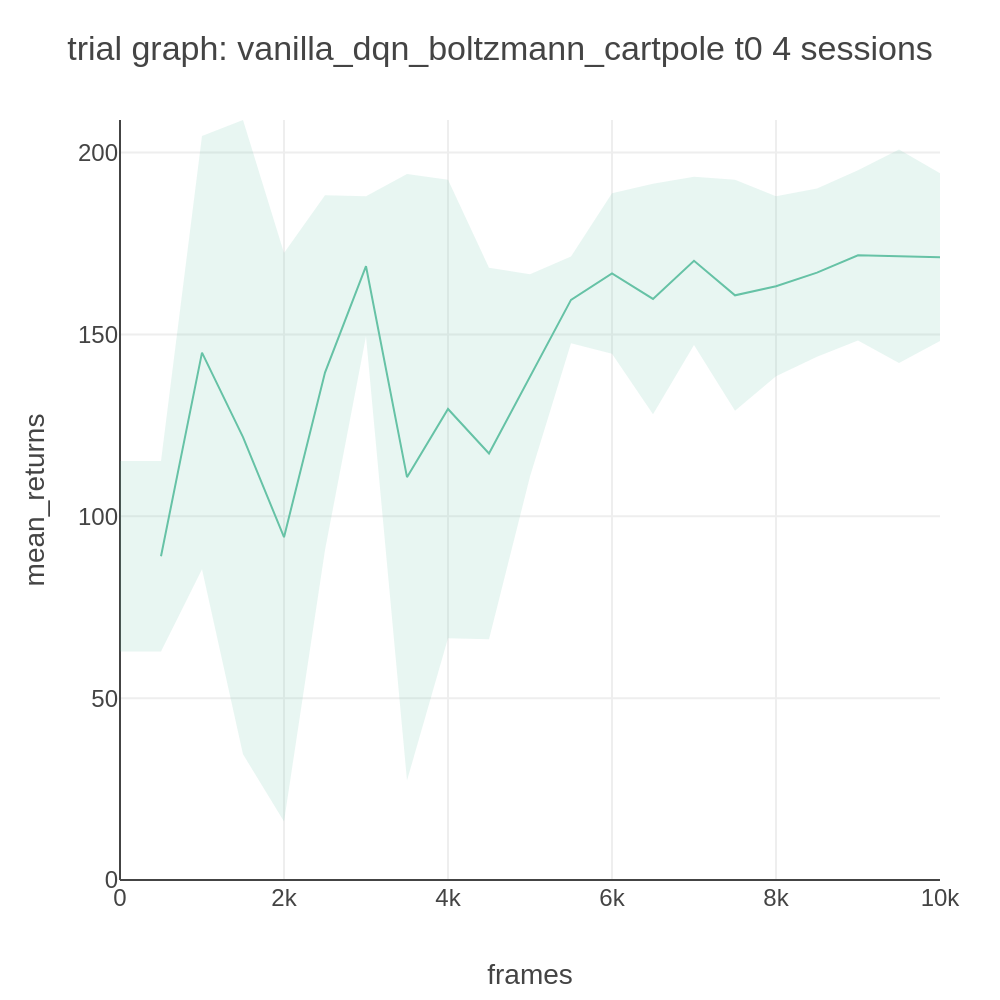 trial graph: vanilla_dqn_boltzmann_cartpole t0 4 sessions
200
150
100
50
0
mean_returns
0 2k 4k 6k 8k 10k
frames